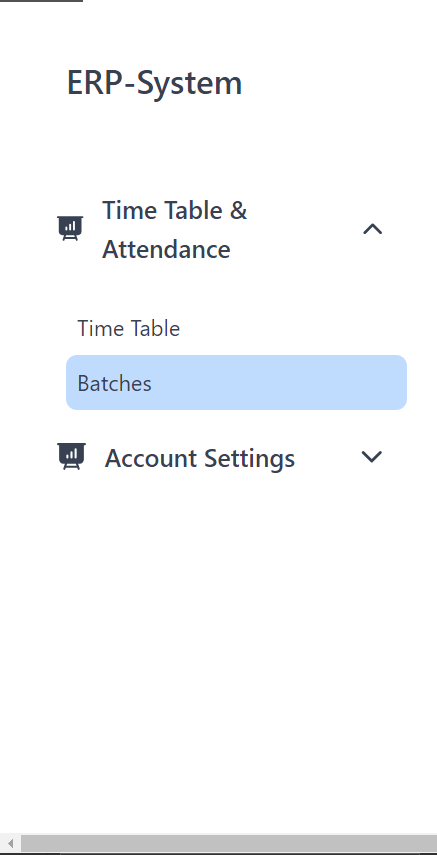 ERP-System
Time Table &
Attendance
Time Table
Batches
Account Settings